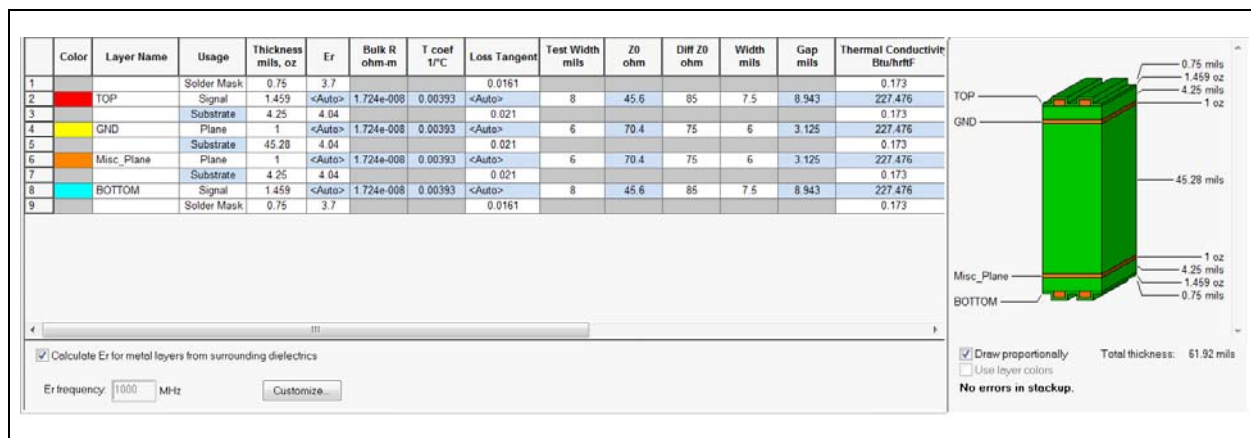 Color Layer Name Usage Thickness mils, oz Er Bulk R ohm-m T coef 1/°C Loss Tangent Test Width mils Z0 ohm Diff Z0 ohm Width mils Gap mils Thermal Conductivity Btu/hrftF
1 Solder Mask 0.75 3.7 0.0161 0.173
2 TOP Signal 1.459 <Auto> 1.724e-008 0.00393 <Auto> 8 45.6 85 7.5 8.943 227.476
3 Substrate 4.25 4.04 0.021 0.173
4 GND Plane 1 <Auto> 1.724e-008 0.00393 <Auto> 6 70.4 75 6 3.125 227.476
5 Substrate 45.28 4.04 0.021 0.173
6 Misc_Plane Plane 1 <Auto> 1.724e-008 0.00393 <Auto> 6 70.4 75 6 3.125 227.476
7 Substrate 4.25 4.04 0.021 0.173
8 BOTTOM Signal 1.459 <Auto> 1.724e-008 0.00393 <Auto> 8 45.6 85 7.5 8.943 227.476
9 Solder Mask 0.75 3.7 0.0161 0.173
Calculate Er for metal layers from surrounding dielectrics
Er frequency: 1000 MHz Customize...
0.75 mils
1.459 oz
4.25 mils
1 oz
TOP
GND
45.28 mils
1 oz
4.25 mils
1.459 oz
0.75 mils
Misc_Plane
BOTTOM
Draw proportionally Total thickness: 61.92 mils
Use layer colors
No errors in stackup.